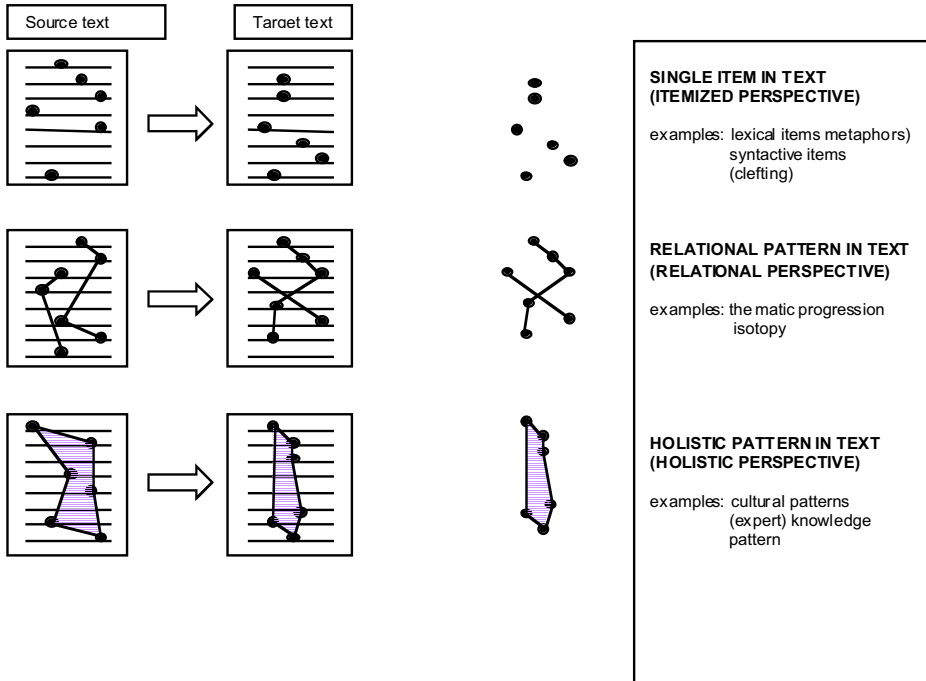 Source text
Target text
SINGLE ITEM IN TEXT
(ITEMIZED PERSPECTIVE)
examples: lexical items metaphors)
syntactive items
(clefting)
RELATIONAL PATTERN IN TEXT
(RELATIONAL PERSPECTIVE)
examples: the matic progression
isotopy
HOLISTIC PATTERN IN TEXT
(HOLISTIC PERSPECTIVE)
examples: cultural patterns
(expert) knowledge
pattern